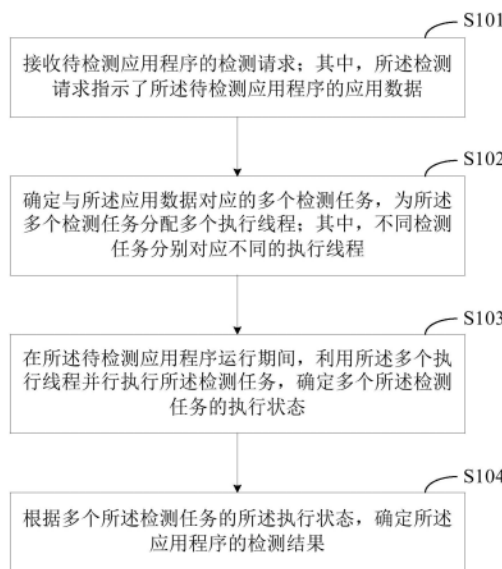 S101
接收待检测应用程序的检测请求；其中，所述检测
请求指示了所述待检测应用程序的应用数据
S102
确定与所述应用数据对应的多个检测任务，为所述
多个检测任务分配多个执行线程；其中，不同检测
任务分别对应不同的执行线程
S103
在所述待检测应用程序运行期间，利用所述多个执
行线程并行执行所述检测任务，确定多个所述检测
任务的执行状态
S104
根据多个所述检测任务的所述执行状态，确定所述
应用程序的检测结果